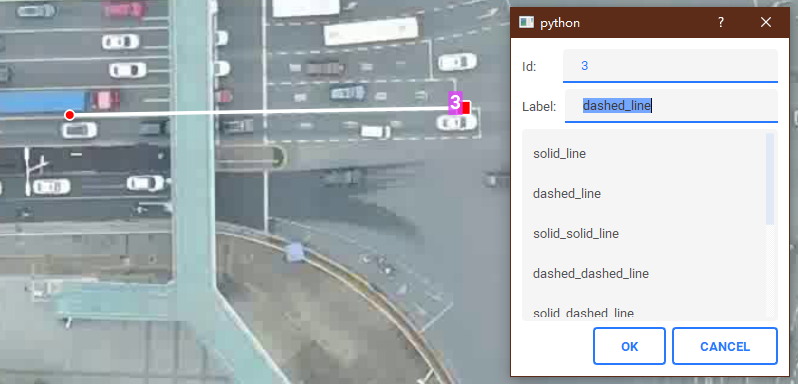 python
?
Id: 3
Label: dashed_line
3
solid_line
dashed_line
solid_solid_line
dashed_dashed_line
solid_dashed_line
OK
CANCEL